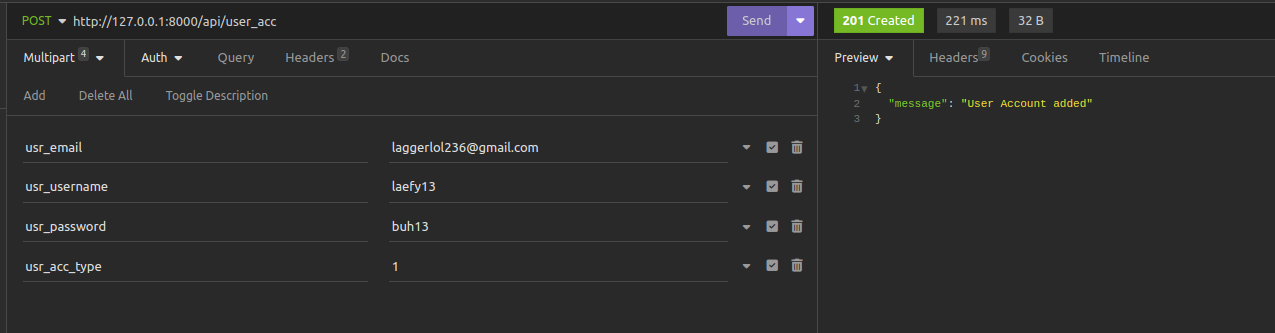 POST http://127.0.0.1:8000/api/user_acc Send 201 Created 221 ms 32 B
Multipart 4 Auth Query Headers 2 Docs Preview Headers 9 Cookies Timeline
Add Delete All Toggle Description
1 {
2 "message": "User Account added"
3 }
usr_email laggerlol236@gmail.com
usr_username laefy13
usr_password buh13
usr_acc_type 1